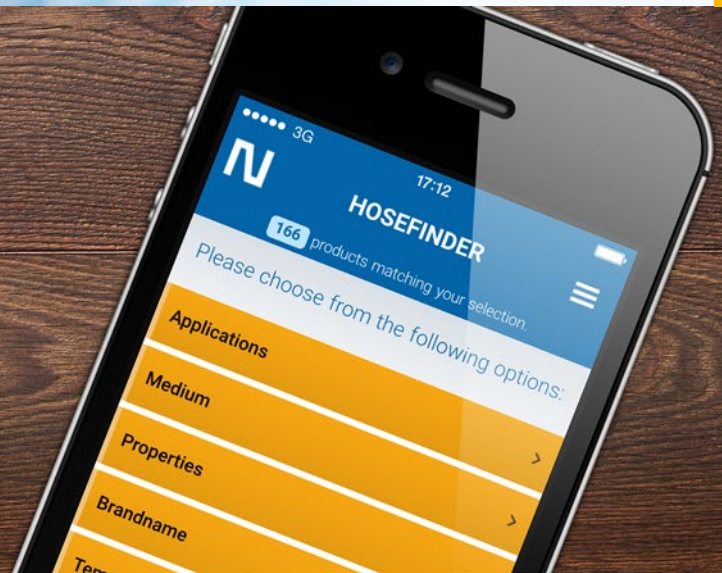 3G
17:12
N
HOSEFINDER
166 products matching your selection.
Please choose from the following options:
Applications
Medium
Properties
Brandname